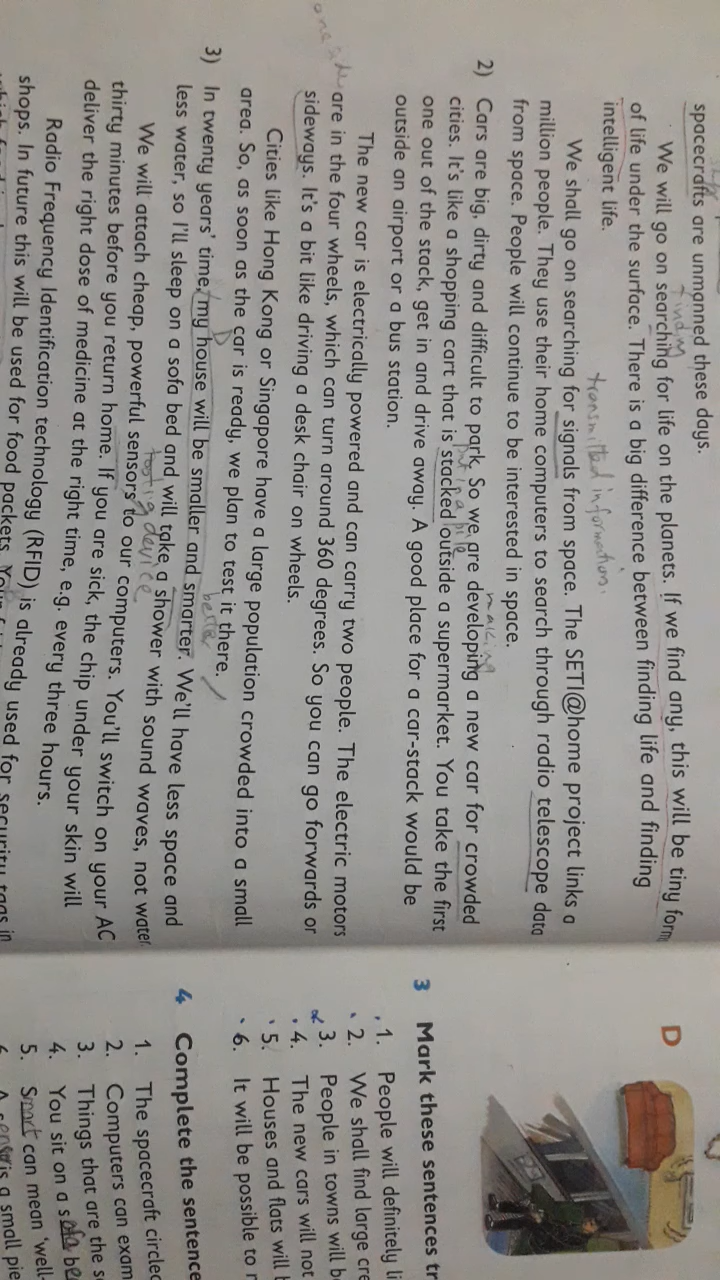 spacecrafts are unmanned these days.
finding
We will go on searching for life on the planets. If we find any, this will be tiny form
of life under the surface. There is a big difference between finding life and finding
intelligent life.
transmitted information.
We shall go on searching for signals from space. The SETI@home project links a
million people. They use their home computers to search through radio telescope data
from space. People will continue to be interested in space.
making
2) Cars are big, dirty and difficult to park. So we are developing a new car for crowded
put in a pile
cities. It's like a shopping cart that is stacked outside a supermarket. You take the first
one out of the stack, get in and drive away. A good place for a car-stack would be
outside an airport or a bus station.
The new car is electrically powered and can carry two people. The electric motors
one side
are in the four wheels, which can turn around 360 degrees. So you can go forwards or
sideways. It's a bit like driving a desk chair on wheels.
Cities like Hong Kong or Singapore have a large population crowded into a small
area. So, as soon as the car is ready, we plan to test it there.
better
3) In twenty years' time, my house will be smaller and smarter. We'll have less space and
less water, so I'll sleep on a sofa bed and will take a shower with sound waves, not water
testing device
We will attach cheap, powerful sensors to our computers. You'll switch on your AC
thirty minutes before you return home. If you are sick, the chip under your skin will
deliver the right dose of medicine at the right time, e.g. every three hours.
Radio Frequency Identification technology (RFID) is already used for security tags in
shops. In future this will be used for food packets.
D
3 Mark these sentences tr
1. People will definitely li
2. We shall find large cre
3. People in towns will b
4. The new cars will not
5. Houses and flats will b
6. It will be possible to r
4 Complete the sentence
1. The spacecraft circled
2. Computers can exam
3. Things that are the s
4. You sit on a sofa be
5. Smart can mean 'well-
is a small pie